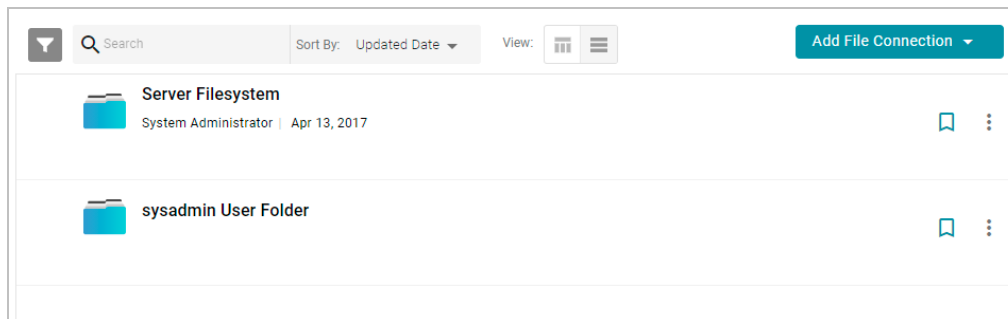 Search
Sort By: Updated Date
View:
Add File Connection
Server Filesystem
System Administrator | Apr 13, 2017
sysadmin User Folder